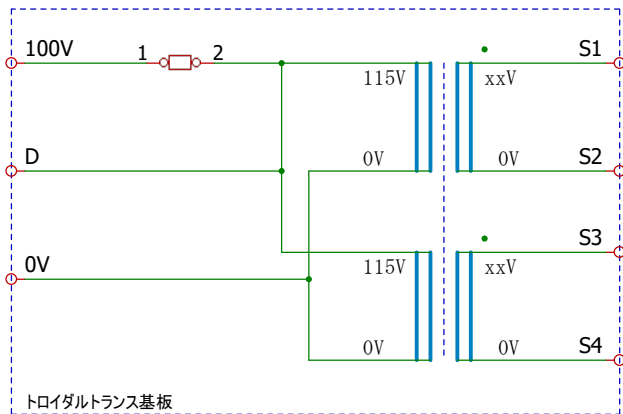 100V 1 2 S1
115V xxV
D 0V 0V S2
0V 115V xxV S3
0V 0V S4
トロイダルトランス基板